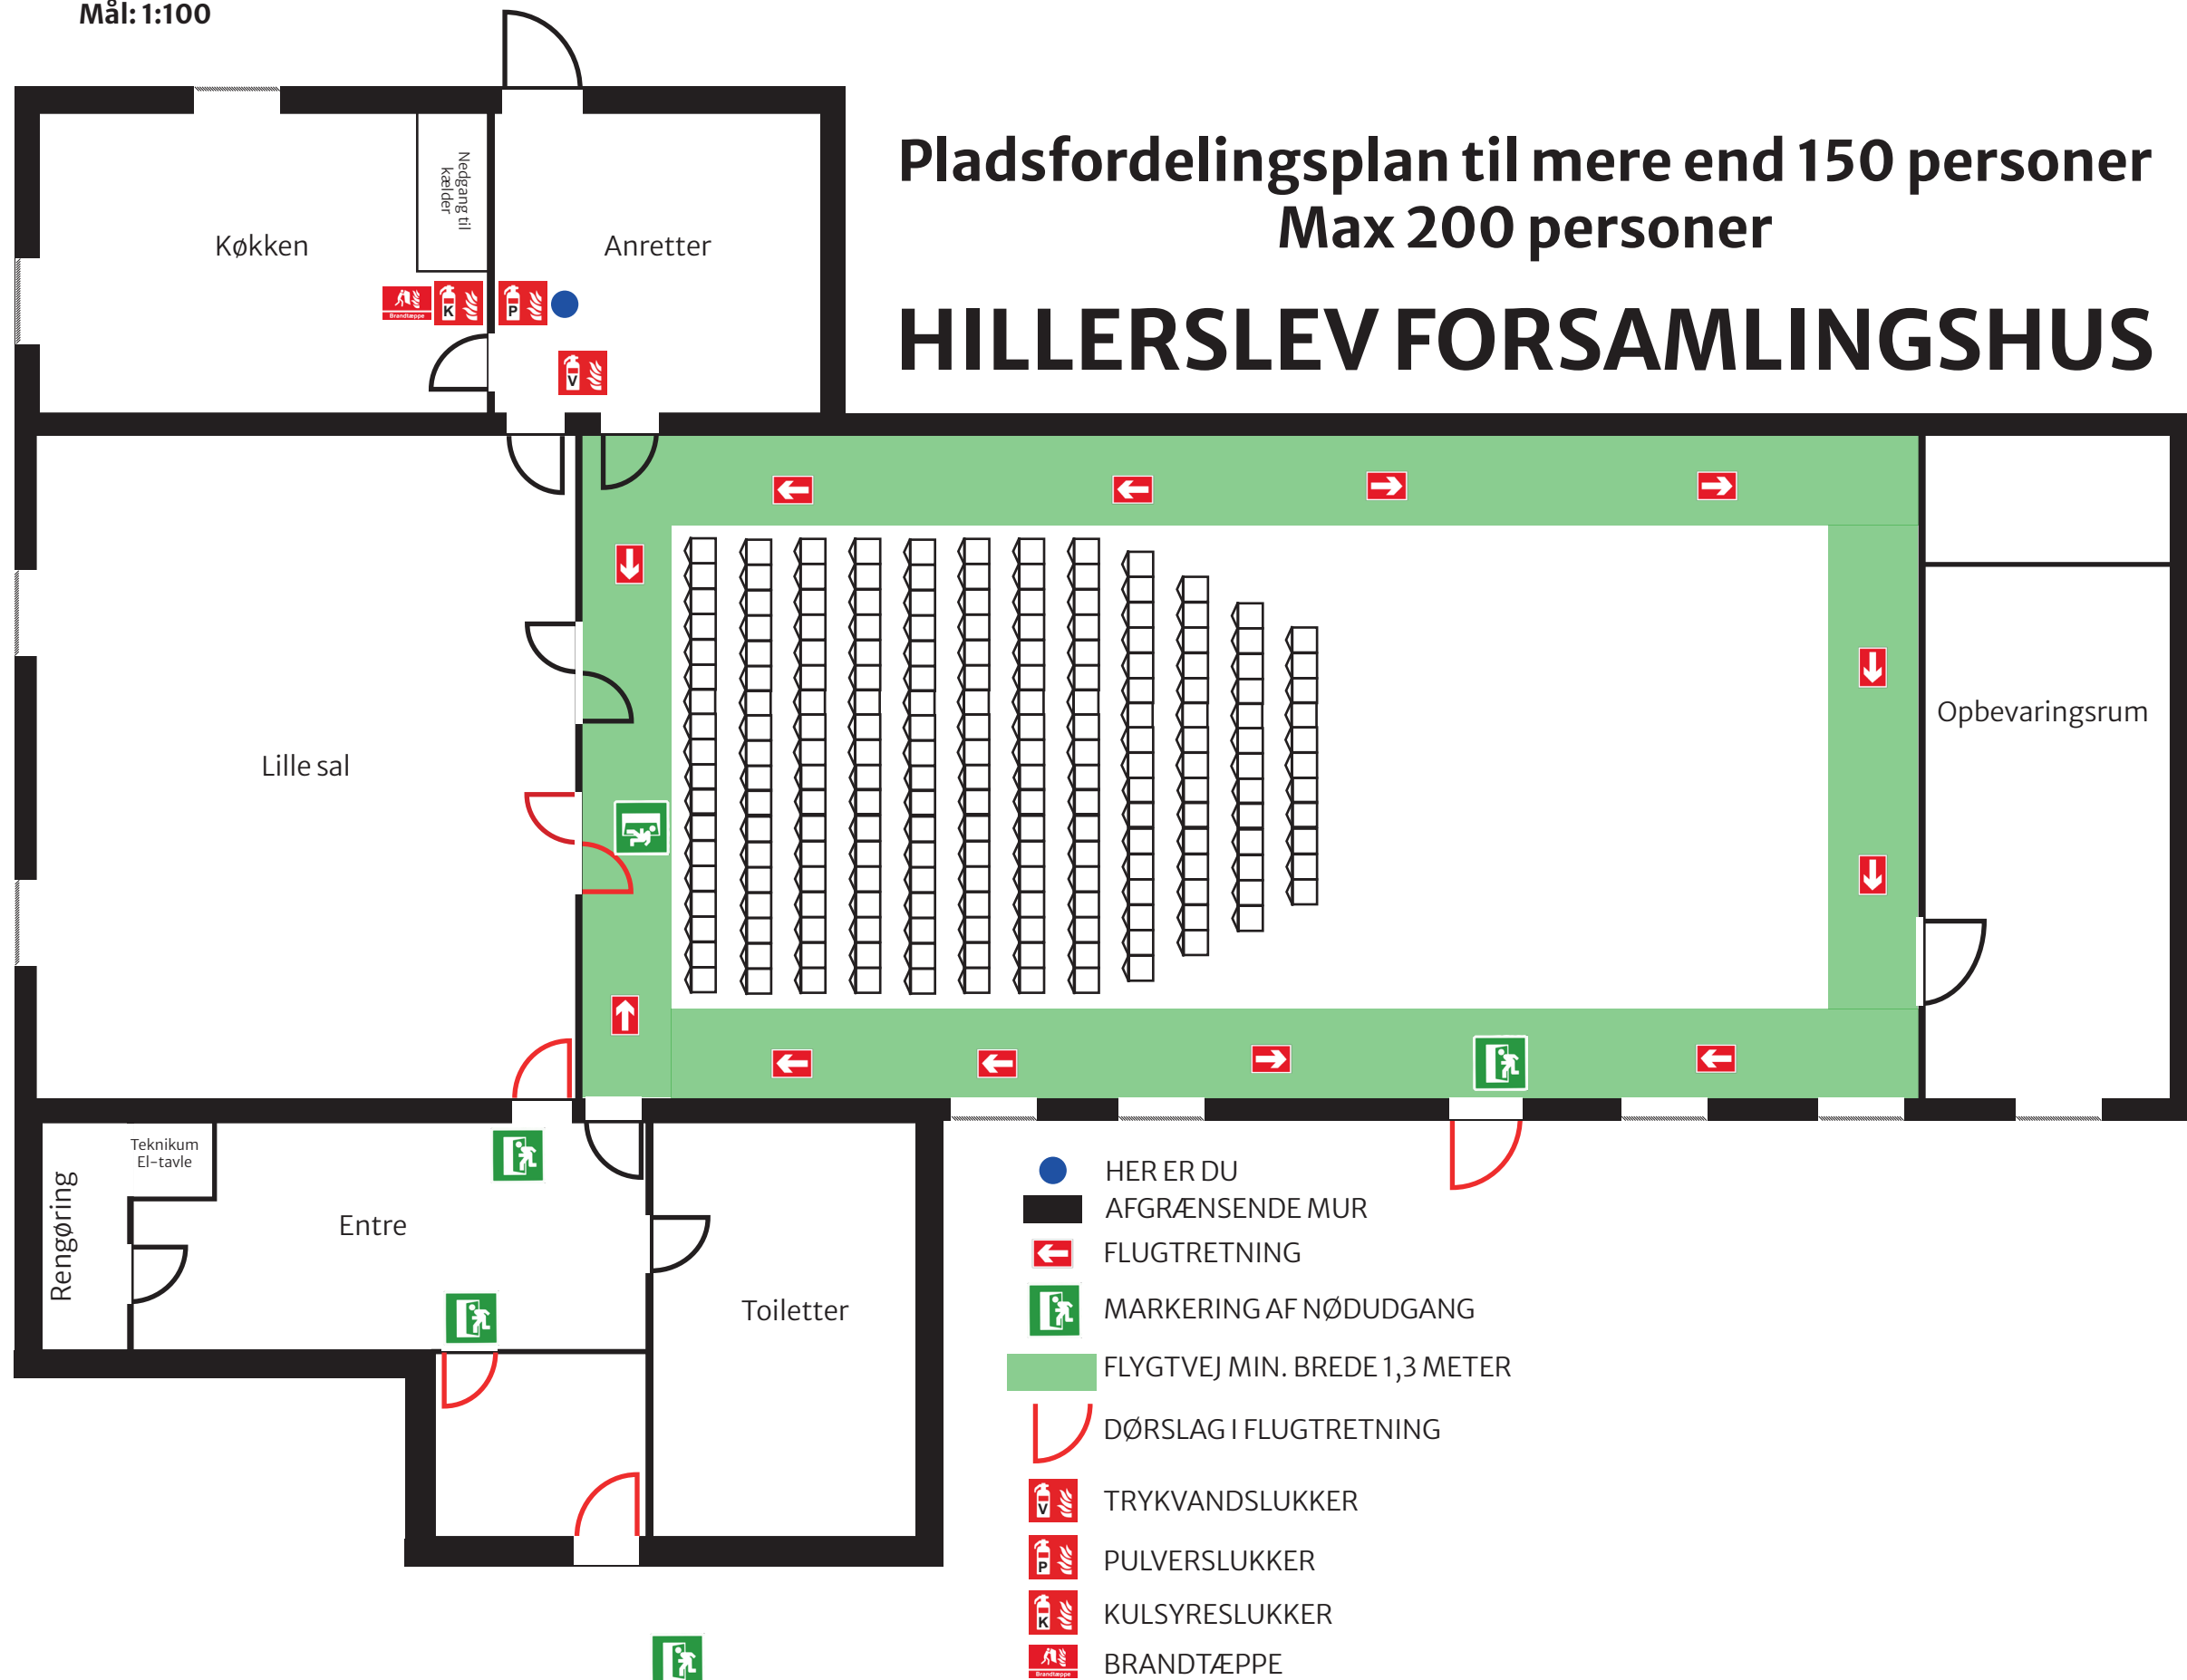 Mål: 1:100
Pladsfordelingsplan til mere end 150 personer
Max 200 personer
HILLERSLEV FORSAMLINGSHUS
Køkken
Nedgang til
kælder
Anretter
Brandtæppe
K
P
V
Lille sal
Opbevaringsrum
Teknikum
El-tavle
Rengøring
Entre
Toiletter
HER ER DU
AFGRÆNSENDE MUR
FLUGTRETNING
MARKERING AF NØDUDGANG
FLYGTVEJ MIN. BREDE 1,3 METER
DØRSLAG I FLUGTRETNING
V
TRYKVANDSLUKKER
P
PULVERSLUKKER
K
KULSYRESLUKKER
Brandtæppe
BRANDTÆPPE